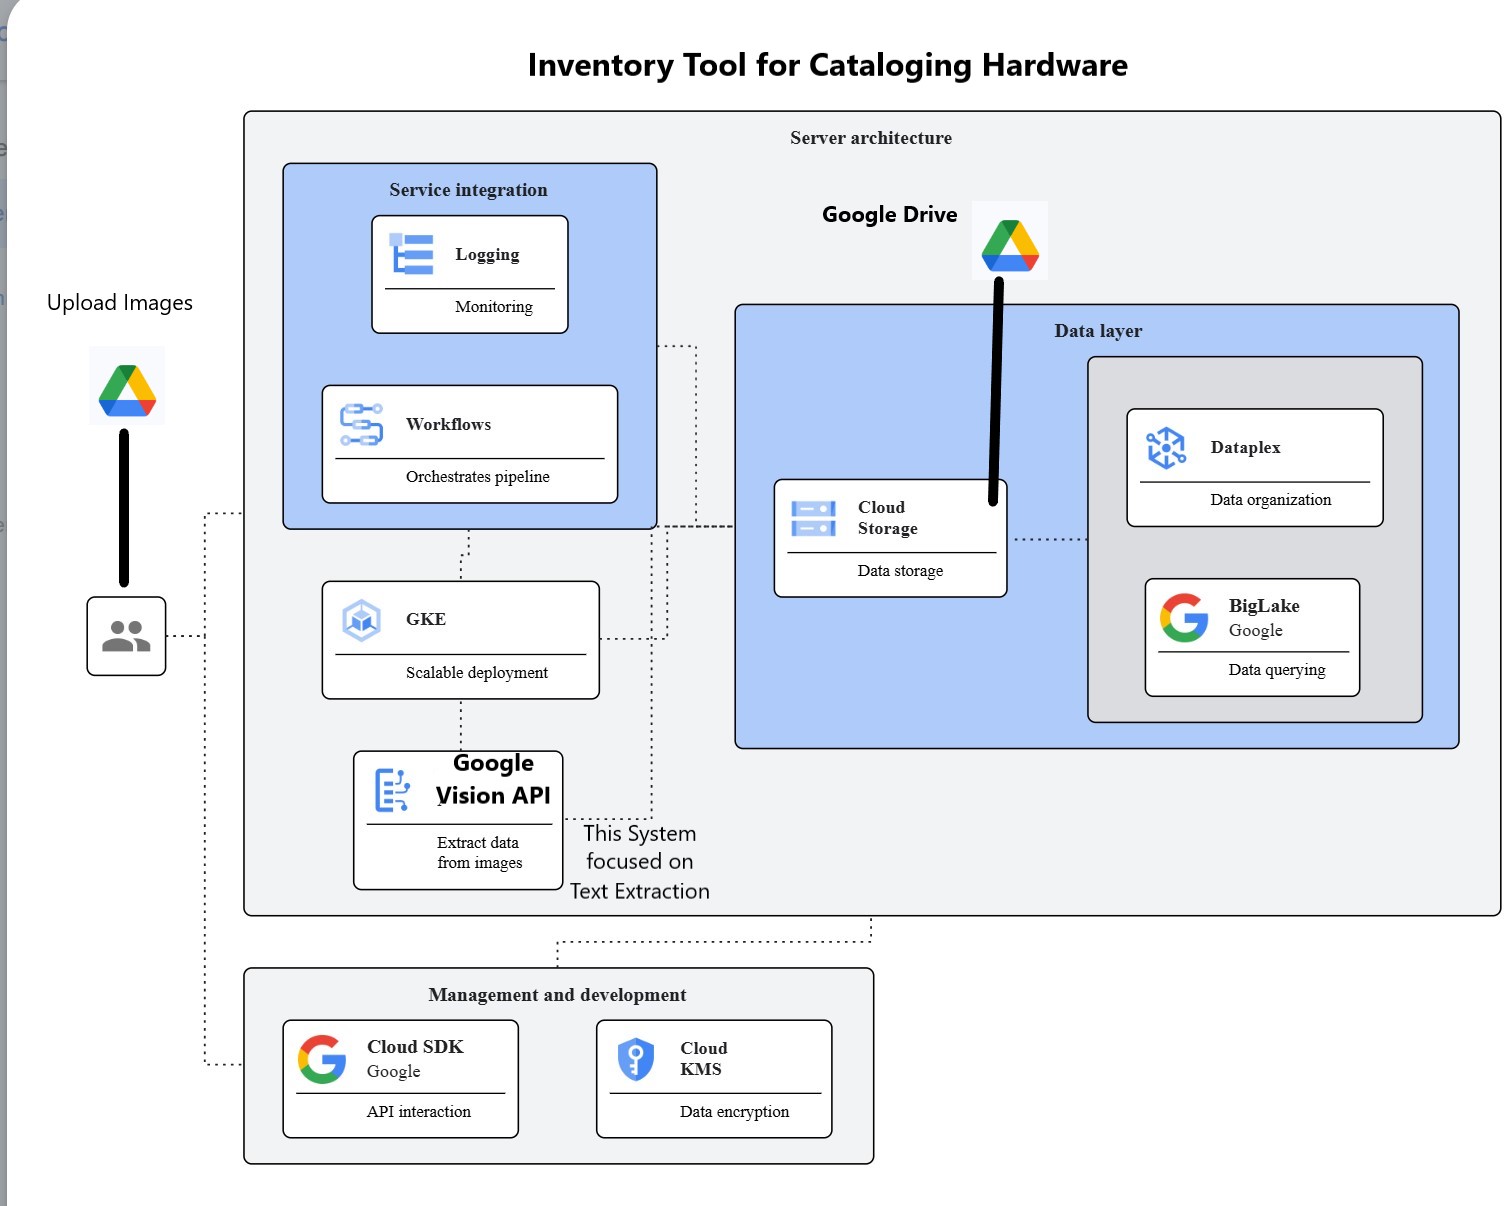 Inventory Tool for Cataloging Hardware
Server architecture
Service integration
Logging
Monitoring
Workflows
Orchestrates pipeline
Upload Images
Google Drive
Data layer
Cloud
Storage
Data storage
Dataplex
Data organization
BigLake
Google
Data querying
GKE
Scalable deployment
Google
Vision API
Extract data
from images
This System
focused on
Text Extraction
Management and development
Cloud SDK
Google
API interaction
Cloud
KMS
Data encryption